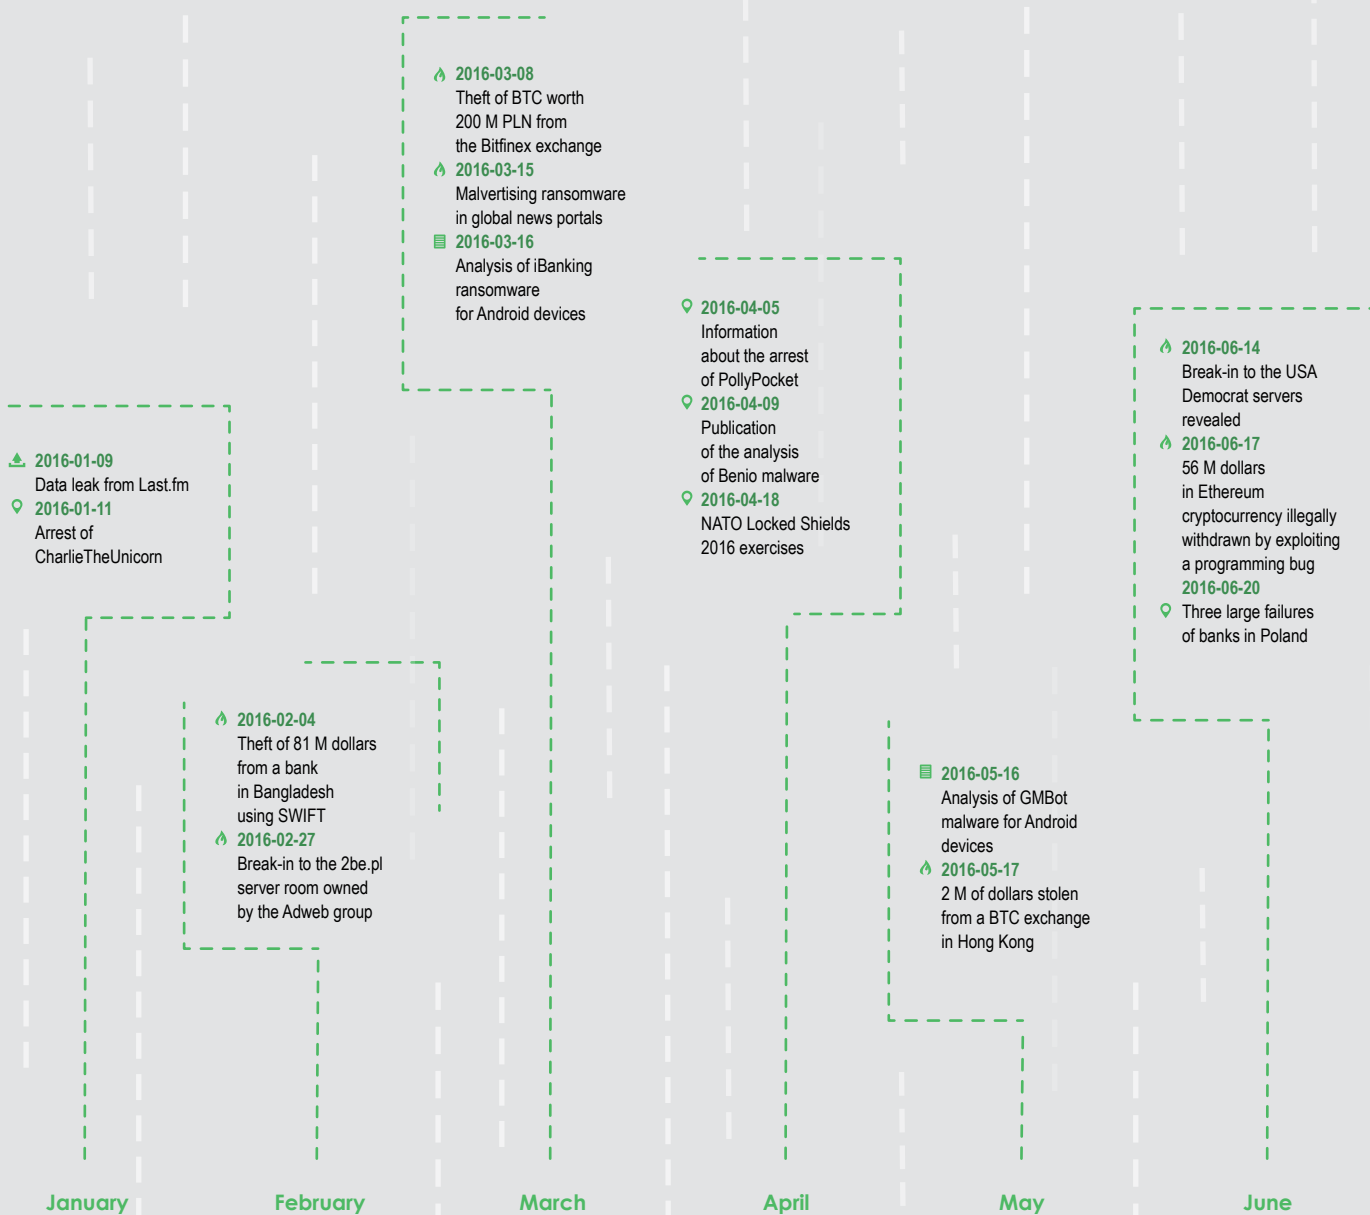 2016-01-09
Data leak from Last.fm
2016-01-11
Arrest of
CharlieTheUnicorn
2016-02-04
Theft of 81 M dollars
from a bank
in Bangladesh
using SWIFT
2016-02-27
Break-in to the 2be.pl
server room owned
by the Adweb group
2016-03-08
Theft of BTC worth
200 M PLN from
the Bitfinex exchange
2016-03-15
Malvertising ransomware
in global news portals
2016-03-16
Analysis of iBanking
ransomware
for Android devices
2016-04-05
Information
about the arrest
of PollyPocket
2016-04-09
Publication
of the analysis
of Benio malware
2016-04-18
NATO Locked Shields
2016 exercises
2016-05-16
Analysis of GMBot
malware for Android
devices
2016-05-17
2 M of dollars stolen
from a BTC exchange
in Hong Kong
2016-06-14
Break-in to the USA
Democrat servers
revealed
2016-06-17
56 M dollars
in Ethereum
cryptocurrency illegally
withdrawn by exploiting
a programming bug
2016-06-20
Three large failures
of banks in Poland
January
February
March
April
May
June